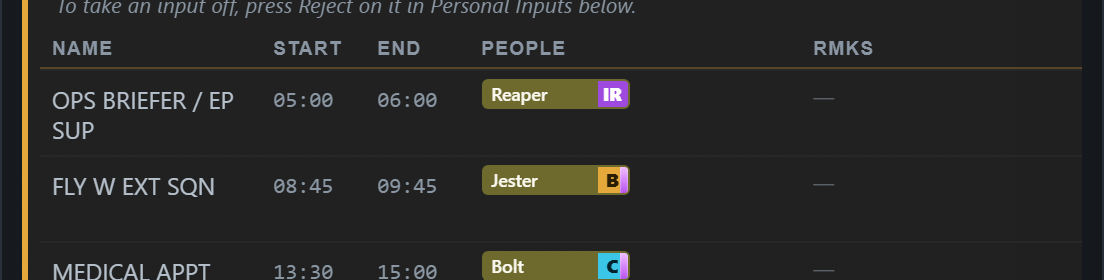 To take an input off, press Reject on it in Personal Inputs below.
NAME START END PEOPLE RMKS
OPS BRIEFER / EP SUP 05:00 06:00 Reaper IR —
FLY W EXT SQN 08:45 09:45 Jester B —
MEDICAL APPT 13:30 15:00 Bolt C —